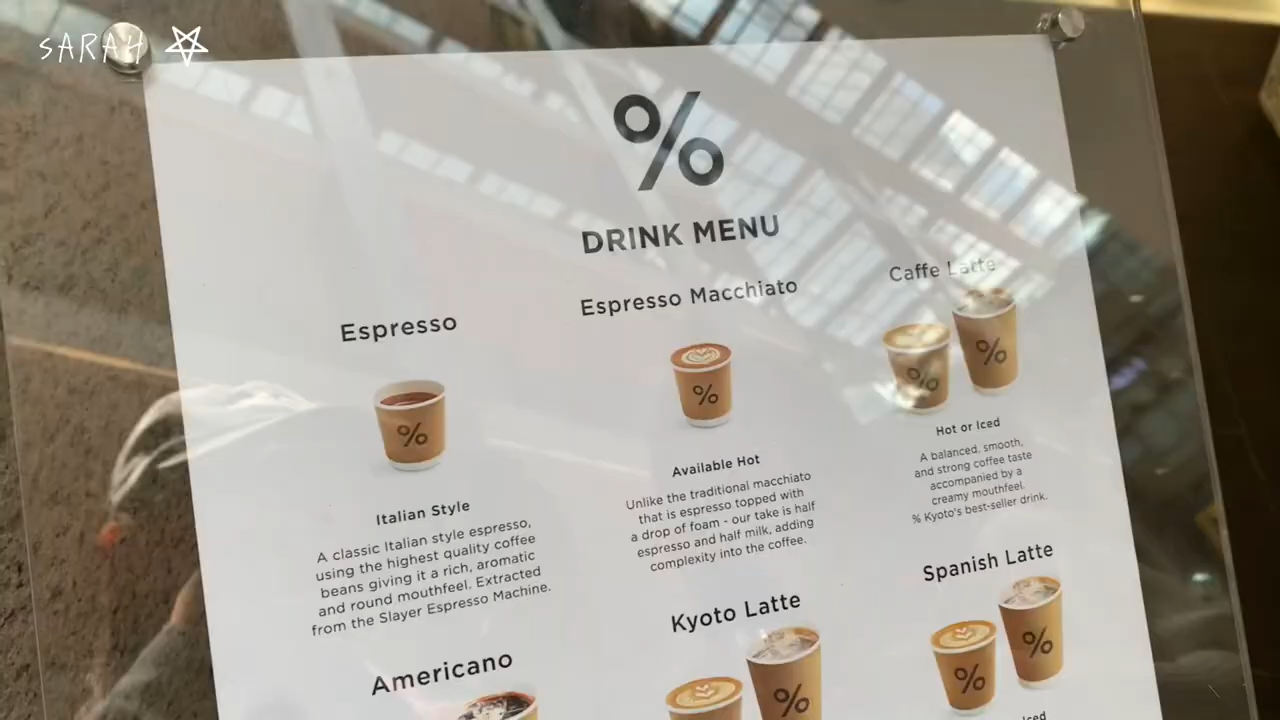 SARAH
%
DRINK MENU
Espresso
%
Italian Style
A classic Italian style espresso,
using the highest quality coffee
beans giving it a rich, aromatic
and round mouthfeel. Extracted
from the Slayer Espresso Machine.
Espresso Macchiato
%
Available Hot
Unlike the traditional macchiato
that is espresso topped with
a drop of foam - our take is half
espresso and half milk, adding
complexity into the coffee.
Caffe Latte
% %
Hot or Iced
A balanced, smooth,
and strong coffee taste
accompanied by a
creamy mouthfeel.
% Kyoto's best-seller drink.
Americano
Kyoto Latte
%
Spanish Latte
% %
Iced